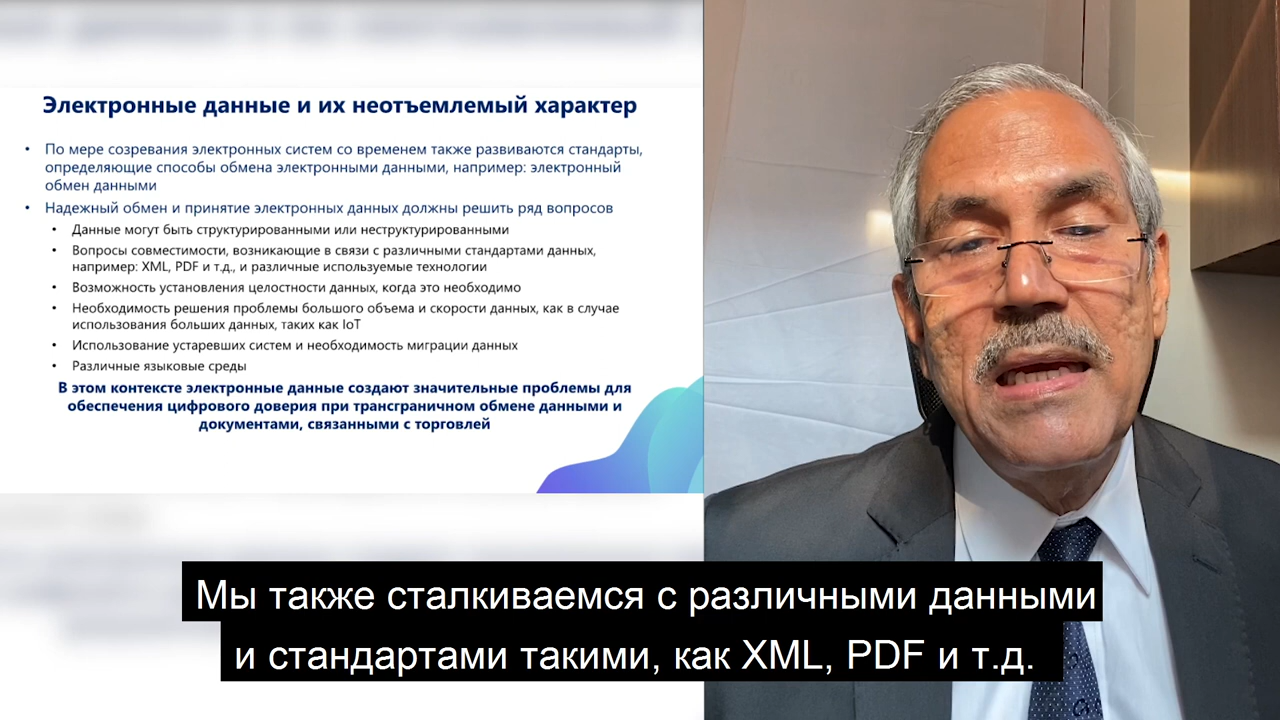 Электронные данные и их неотъемлемый характер
• По мере созревания электронных систем со временем также развиваются стандарты,
определяющие способы обмена электронными данными, например: электронный
обмен данными
• Надежный обмен и принятие электронных данных должны решить ряд вопросов
• Данные могут быть структурированными или неструктурированными
• Вопросы совместимости, возникающие в связи с различными стандартами данных,
например: XML, PDF и т.д., и различные используемые технологии
• Возможность установления целостности данных, когда это необходимо
• Необходимость решения проблемы большого объема и скорости данных, как в случае
использования больших данных, таких как IoT
• Использование устаревших систем и необходимость миграции данных
• Различные языковые среды
В этом контексте электронные данные создают значительные проблемы для
обеспечения цифрового доверия при трансграничном обмене данными и
документами, связанными с торговлей
Мы также сталкиваемся с различными данными
и стандартами такими, как XML, PDF и т.д.